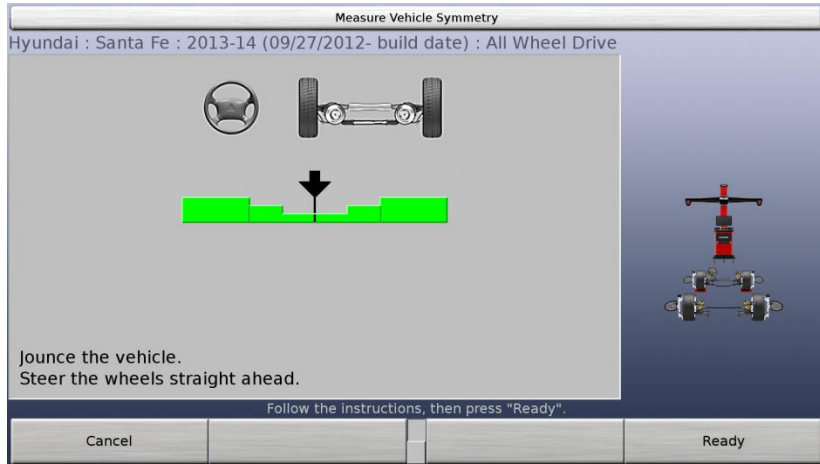 Measure Vehicle Symmetry
Hyundai : Santa Fe : 2013-14 (09/27/2012- build date) : All Wheel Drive
Jounce the vehicle.
Steer the wheels straight ahead.
Follow the instructions, then press "Ready".
Cancel
Ready